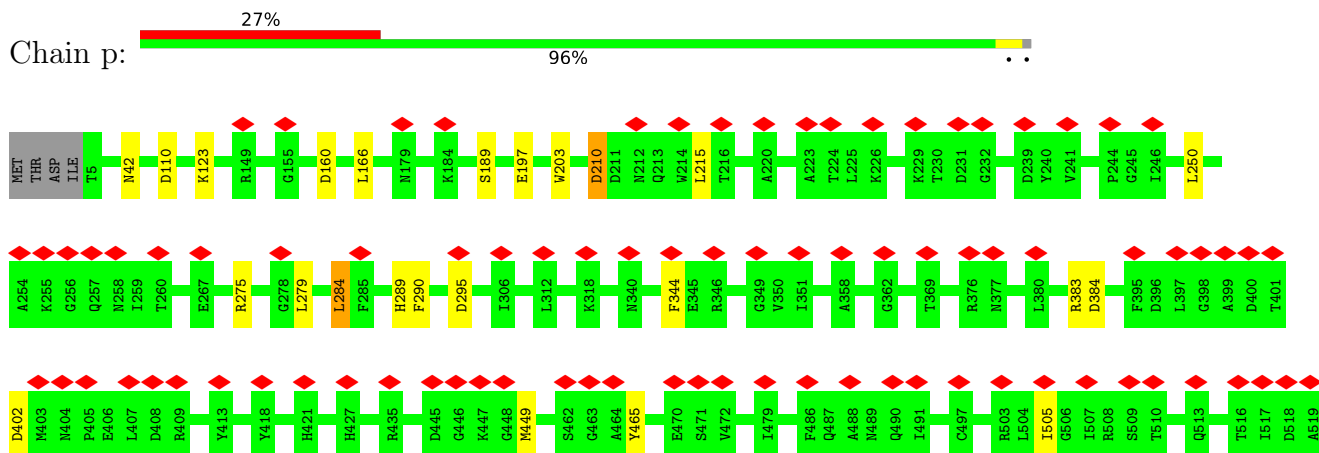 27%
Chain p:
96%
. .
MET THR ASP ILE T5 N42 D110 K123 R149 G155 D160 L166 N179 K184 S189 E197 W203 D210 D211 N212 Q213 W214 L215 T216 A220 A223 T224 L225 K226 K229 T230 D231 G232 D239 Y240 V241 P244 G245 I246 L250
A254 K255 G256 Q257 N258 I259 T260 E267 R275 G278 L279 L284 F285 H289 F290 D295 I306 L312 K318 N340 F344 E345 R346 G349 V350 I351 A358 G362 T369 R376 N377 L380 R383 D384 F395 D396 L397 G398 A399 D400 T401
D402 M403 N404 P405 E406 L407 D408 R409 Y413 Y418 H421 H427 R435 D445 G446 K447 G448 M449 S462 G463 A464 Y465 E470 S471 V472 I479 F486 Q487 A488 N489 Q490 I491 C497 R503 L504 I505 G506 I507 R508 S509 T510 Q513 T516 I517 D518 A519